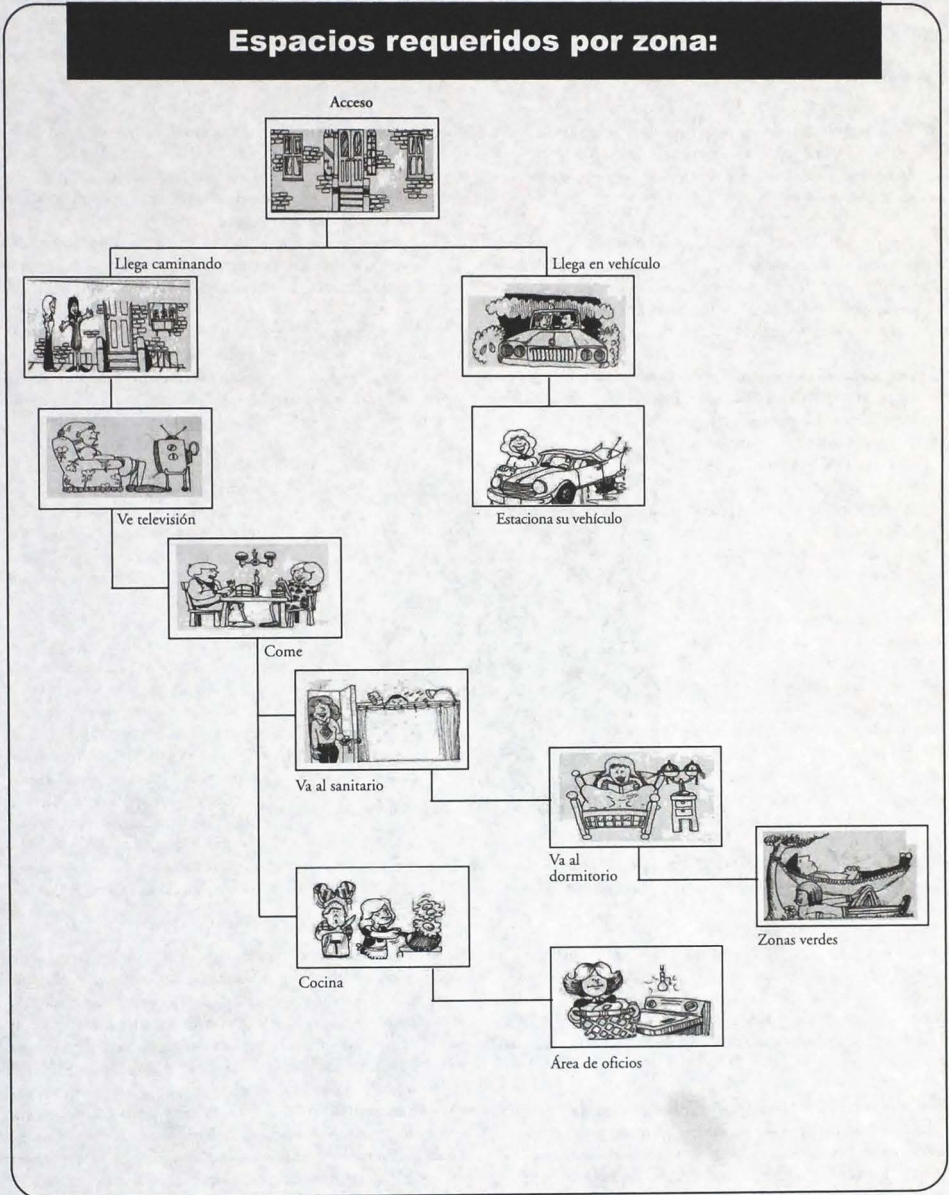 Espacios requeridos por zona:
Acceso
Llega caminando
Llega en vehículo
Ve televisión
Estaciona su vehículo
Come
Va al sanitario
Va al
dormitorio
Zonas verdes
Cocina
Área de oficios